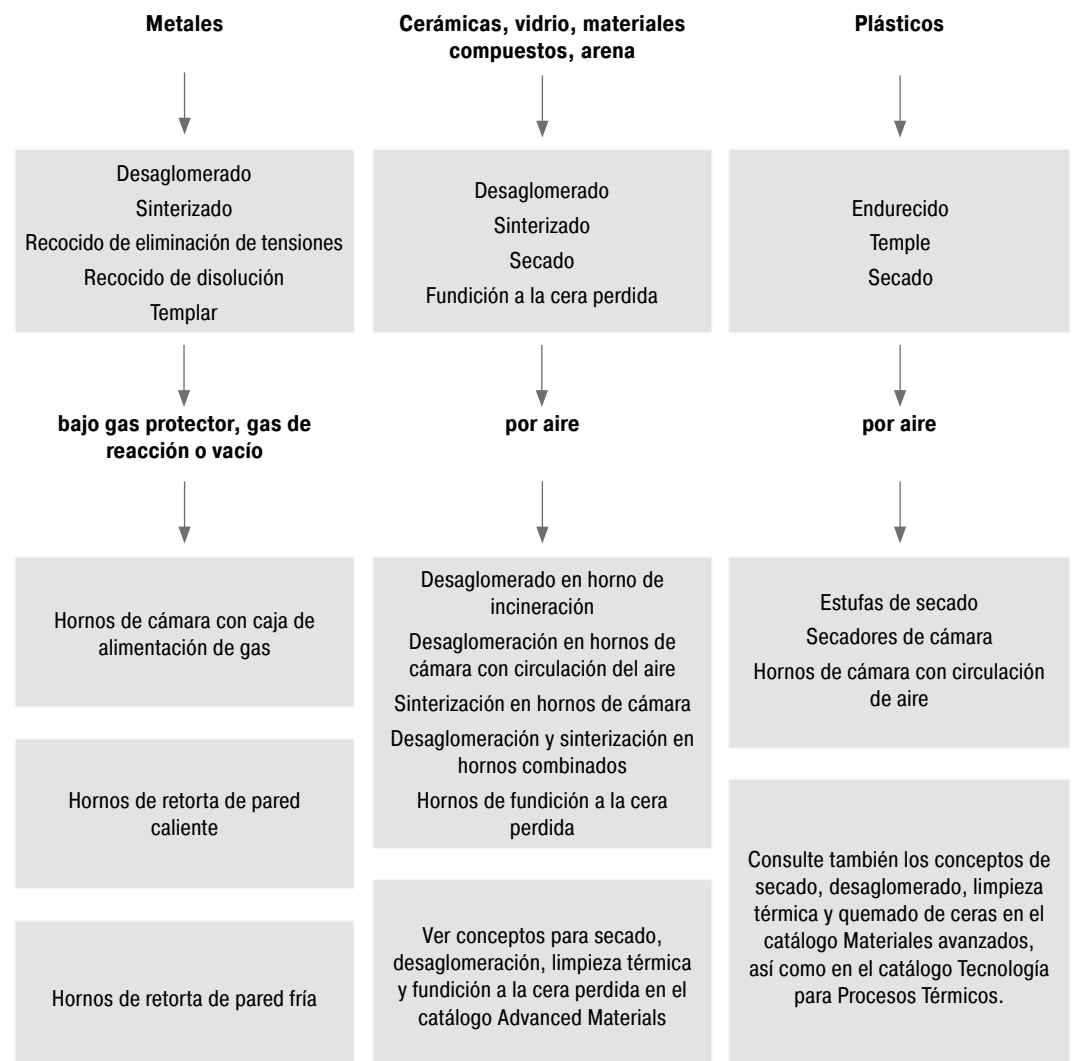 Metales
Cerámicas, vidrio, materiales
compuestos, arena
Plásticos
Desaglomerado
Sinterizado
Recocido de eliminación de tensiones
Recocido de disolución
Templar
Desaglomerado
Sinterizado
Secado
Fundición a la cera perdida
Endurecido
Temple
Secado
bajo gas protector, gas de
reacción o vacío
por aire
por aire
Hornos de cámara con caja de
alimentación de gas
Hornos de retorta de pared
caliente
Hornos de retorta de pared fría
Desaglomerado en horno de
incineración
Desaglomeración en hornos de
cámara con circulación del aire
Sinterización en hornos de cámara
Desaglomeración y sinterización en
hornos combinados
Hornos de fundición a la cera
perdida
Ver conceptos para secado,
desaglomeración, limpieza térmica
y fundición a la cera perdida en el
catálogo Advanced Materials
Estufas de secado
Secadores de cámara
Hornos de cámara con circulación
de aire
Consulte también los conceptos de
secado, desaglomerado, limpieza
térmica y quemado de ceras en el
catálogo Materiales avanzados,
así como en el catálogo Tecnología
para Procesos Térmicos.